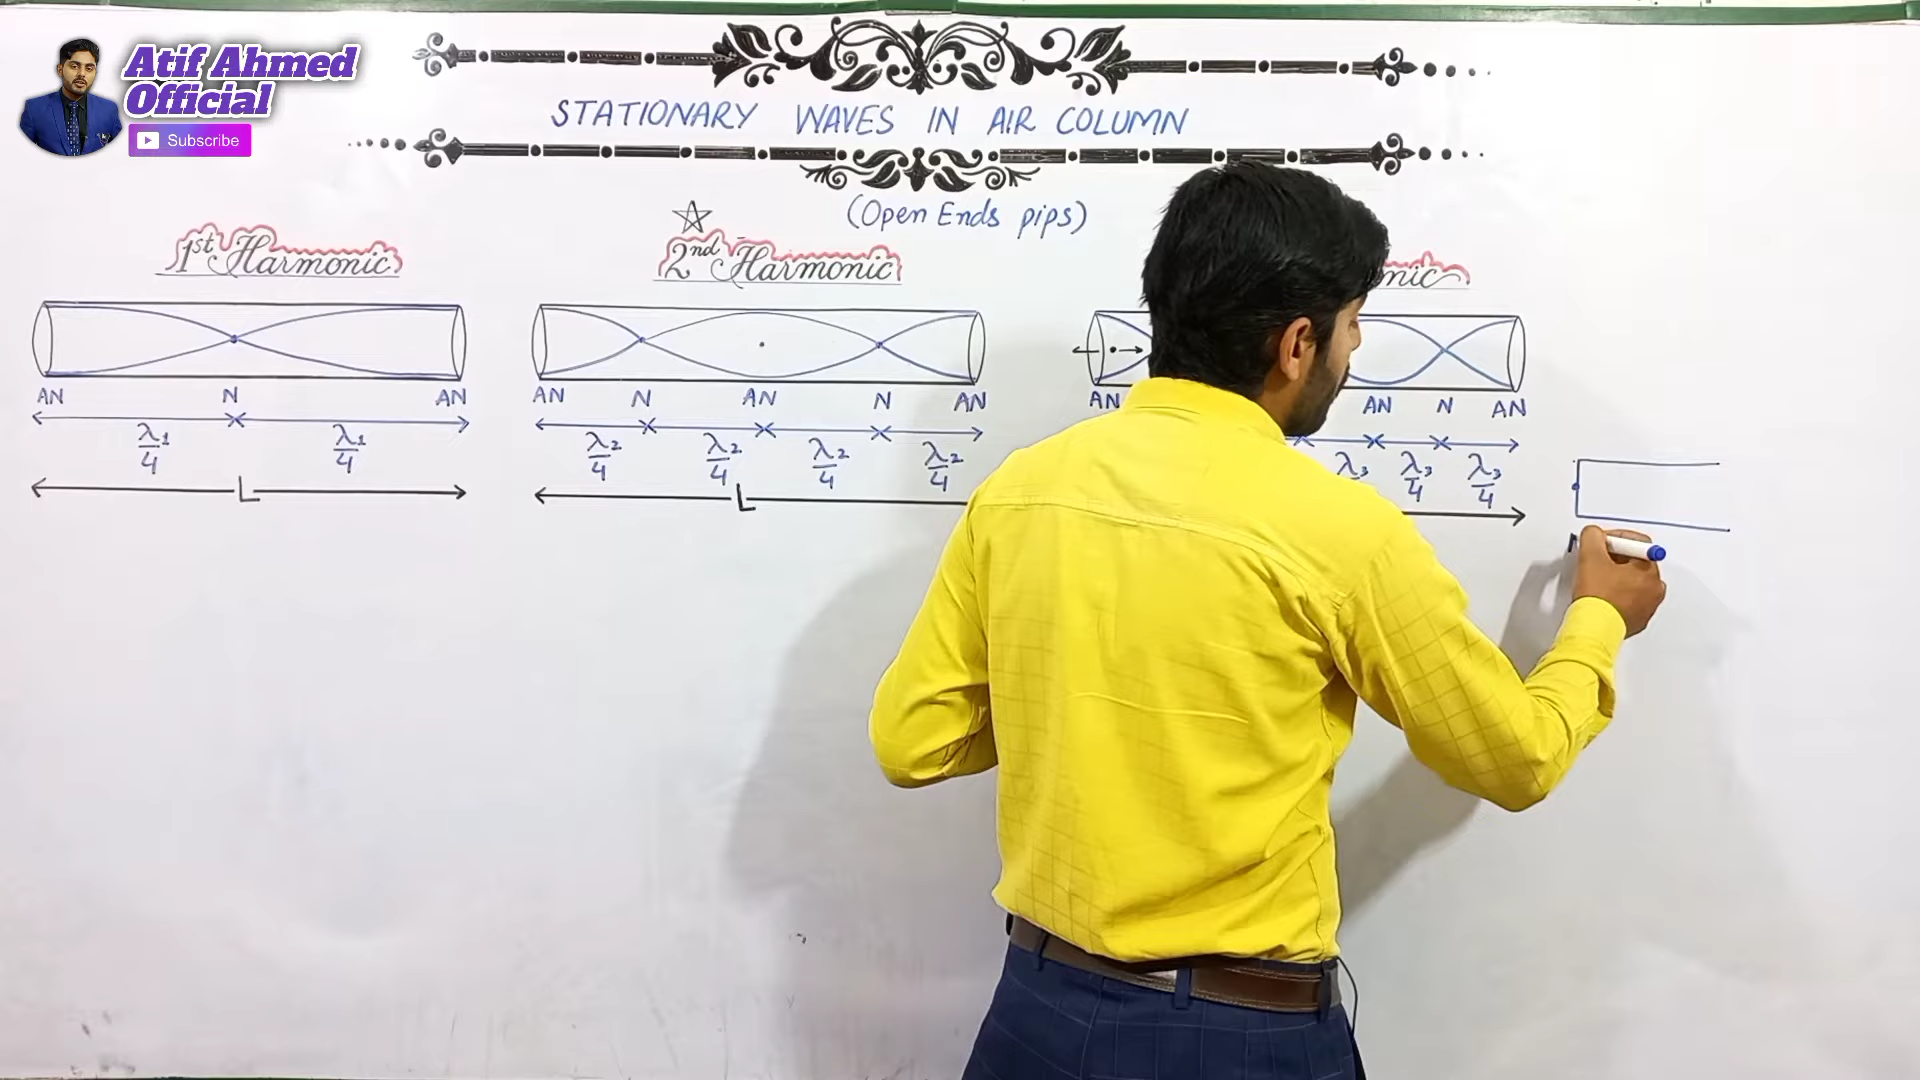 Atif Ahmed
Official
Subscribe
STATIONARY WAVES IN AIR COLUMN
(Open Ends pips)
1st Harmonic
2nd Harmonic
monic
AN N AN
λ1/4 λ1/4
L
AN N AN N AN
λ2/4 λ2/4 λ2/4 λ2/4
L
AN AN N AN
λ3 λ3/4 λ3/4